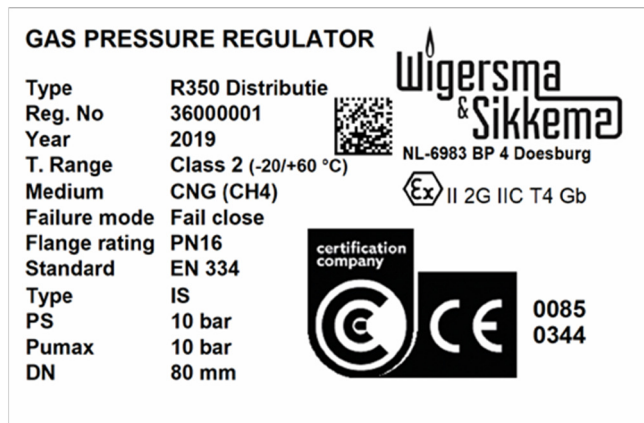 GAS PRESSURE REGULATOR
Wigersma
& Sikkema
NL-6983 BP 4 Doesburg
Ex II 2G IIC T4 Gb
Type R350 Distributie
Reg. No 36000001
Year 2019
T. Range Class 2 (-20/+60 °C)
Medium CNG (CH4)
Failure mode Fail close
Flange rating PN16
Standard EN 334
Type IS
PS 10 bar
Pumax 10 bar
DN 80 mm
certification
company
CE
0085
0344